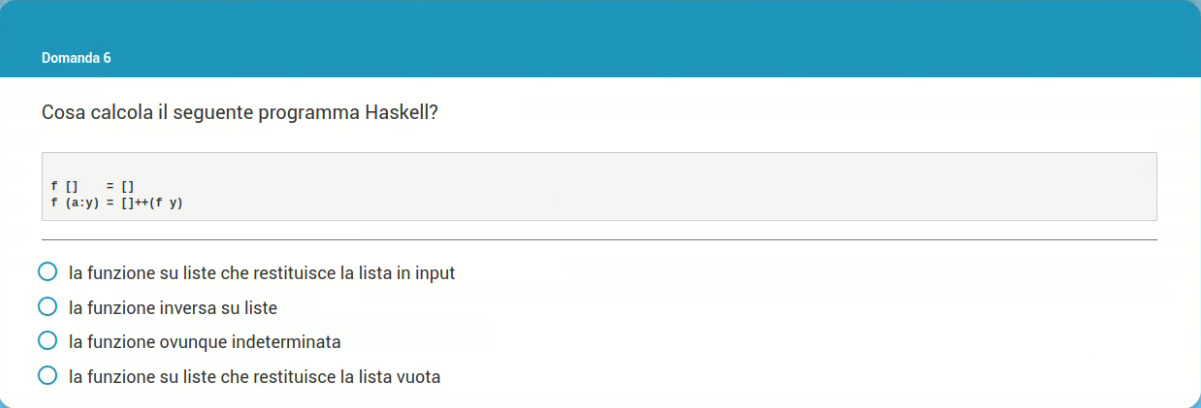 Domanda 6
Cosa calcola il seguente programma Haskell?
f []    = []
f (a:y) = []++(f y)
la funzione su liste che restituisce la lista in input
la funzione inversa su liste
la funzione ovunque indeterminata
la funzione su liste che restituisce la lista vuota